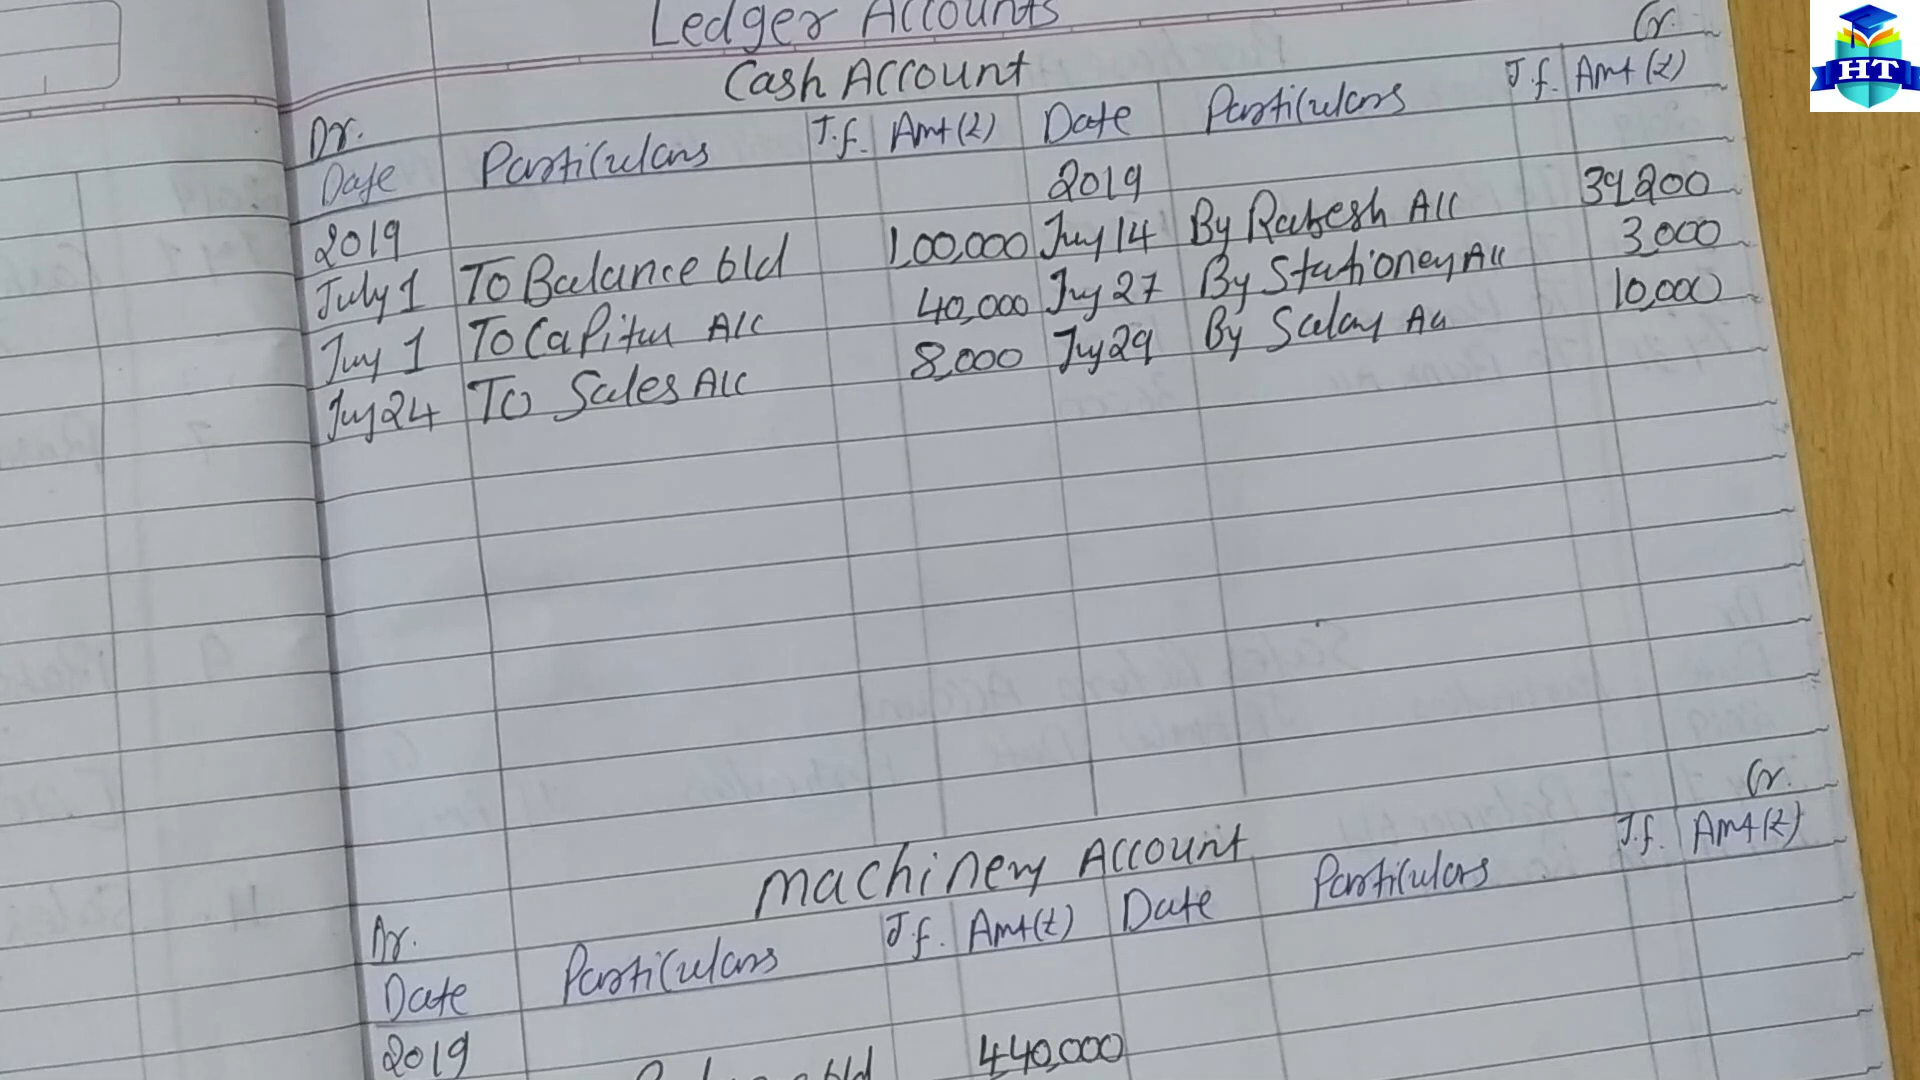 Ledger Accounts
Cash Account
Dr. Cr.
Date Particulars J.f. Amt(₹) Date Particulars J.f. Amt(₹)
2019 2019
July 1 To Balance b/d 1,00,000 July 14 By Rakesh A/c 39,200
July 1 To Capital A/c 40,000 July 27 By Stationey A/c 3,000
July 24 To Sales A/c 8,000 July 29 By Salary A/c 10,000
Machinery Account
Dr. Cr.
Date Particulars J.f. Amt(₹) Date Particulars J.f. Amt(₹)
2019
b/d 4,40,000
HT